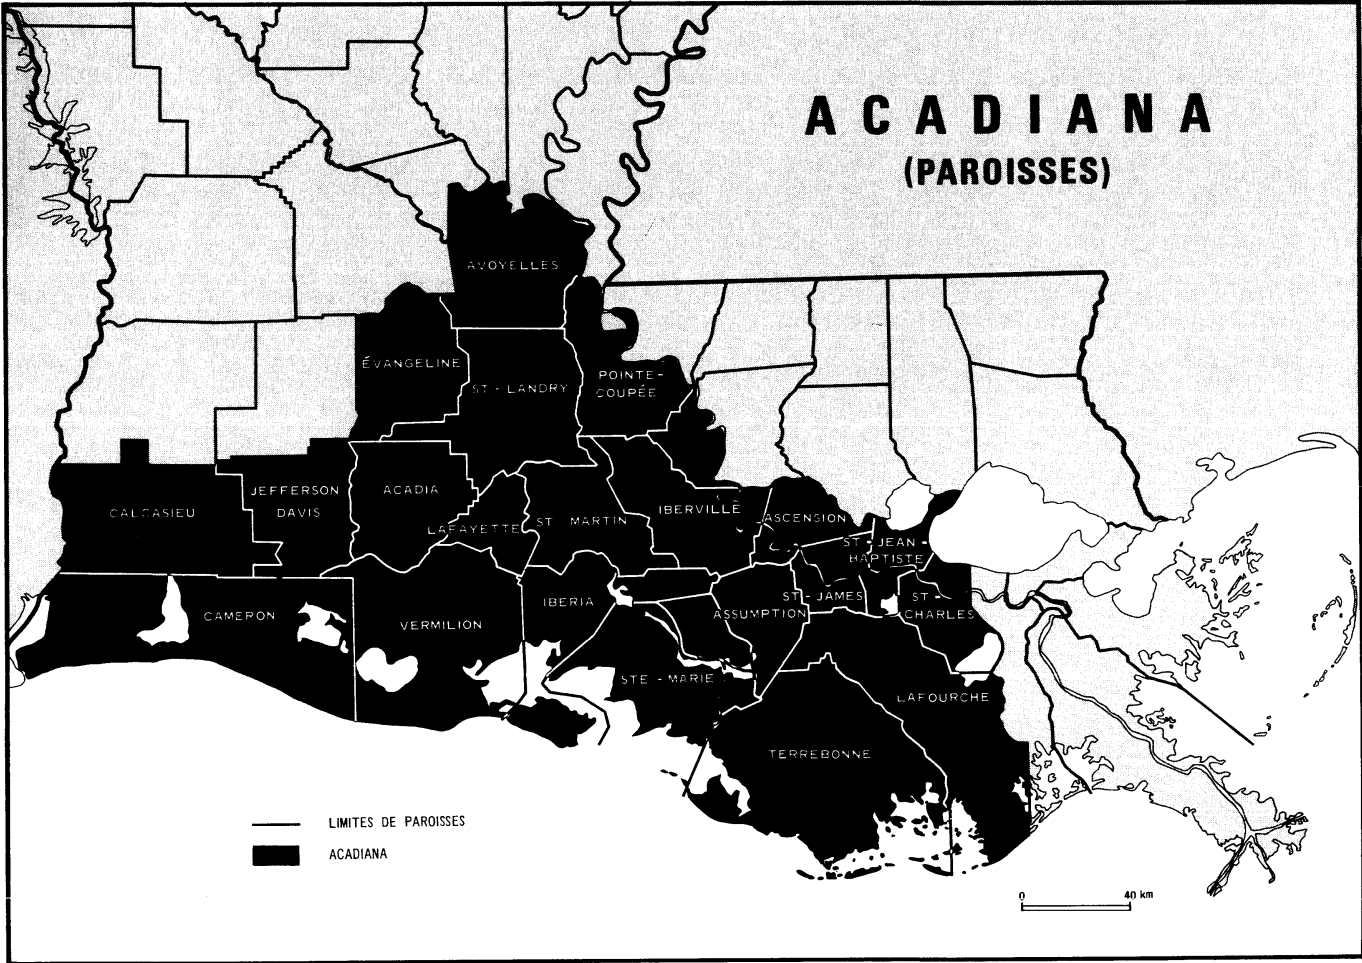 ACADIANA
(PAROISSES)
AVOYELLES
ÉVANGELINE
ST - LANDRY
POINTE -
COUPÉE
CALCASIEU
JEFFERSON
DAVIS
ACADIA
LAFAYETTE
ST MARTIN
IBERVILLE
ASCENSION
ST - JEAN -
BAPTISTE
CAMERON
VERMILION
IBERIA
ASSUMPTION
ST - JAMES
ST -
CHARLES
STE - MARIE
LAFOURCHE
TERREBONNE
LIMITES DE PAROISSES
ACADIANA
0 40 km